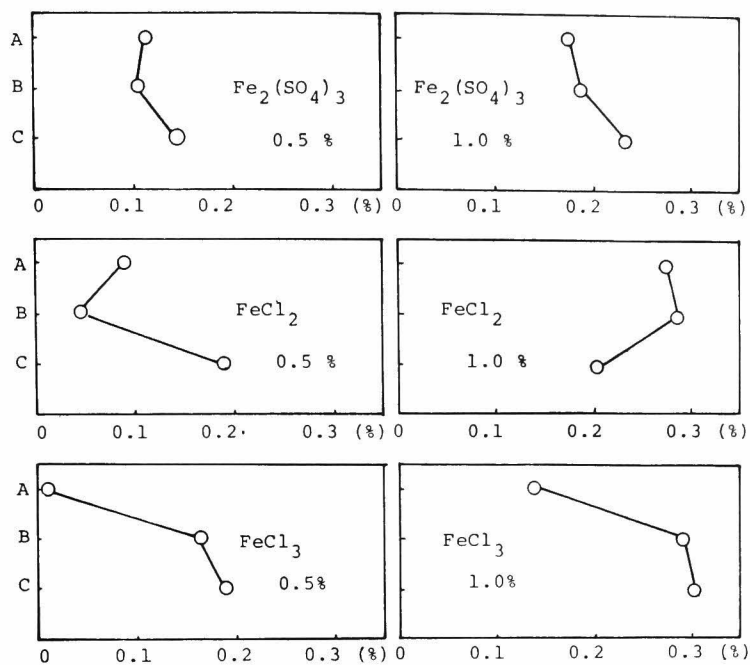 A
B
C
Fe2(SO4)3
0.5 %
0 0.1 0.2 0.3 (%)
Fe2(SO4)3
1.0 %
0 0.1 0.2 0.3 (%)
A
B
C
FeCl2
0.5 %
0 0.1 0.2. 0.3 (%)
FeCl2
1.0 %
0 0.1 0.2 0.3 (%)
A
B
C
FeCl3
0.5%
0 0.1 0.2 0.3 (%)
FeCl3
1.0%
0 0.1 0.2 0.3 (%)